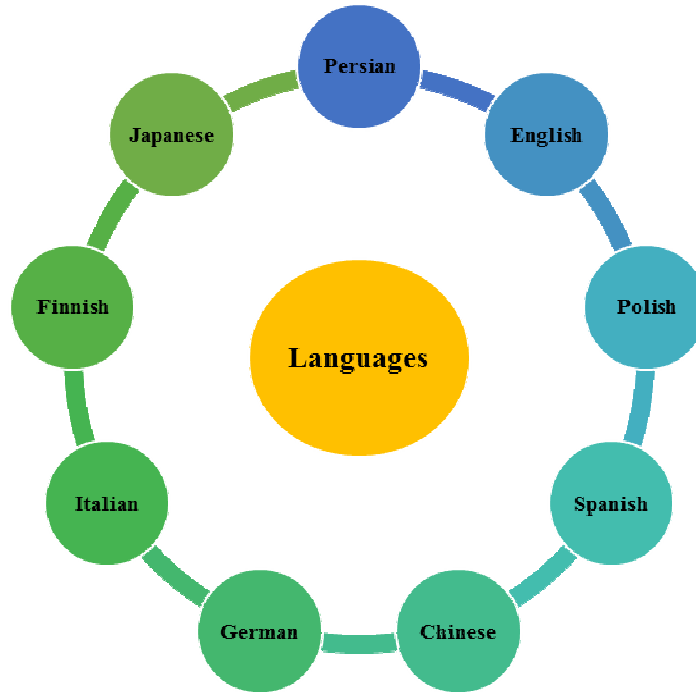 Persian
English
Polish
Spanish
Chinese
German
Italian
Finnish
Japanese
Languages